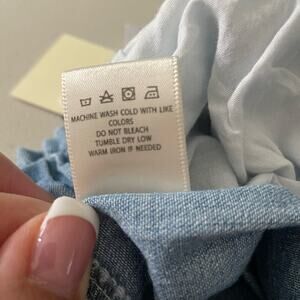 MACHINE WASH COLD WITH LIKE
COLORS
DO NOT BLEACH
TUMBLE DRY LOW
WARM IRON IF NEEDED